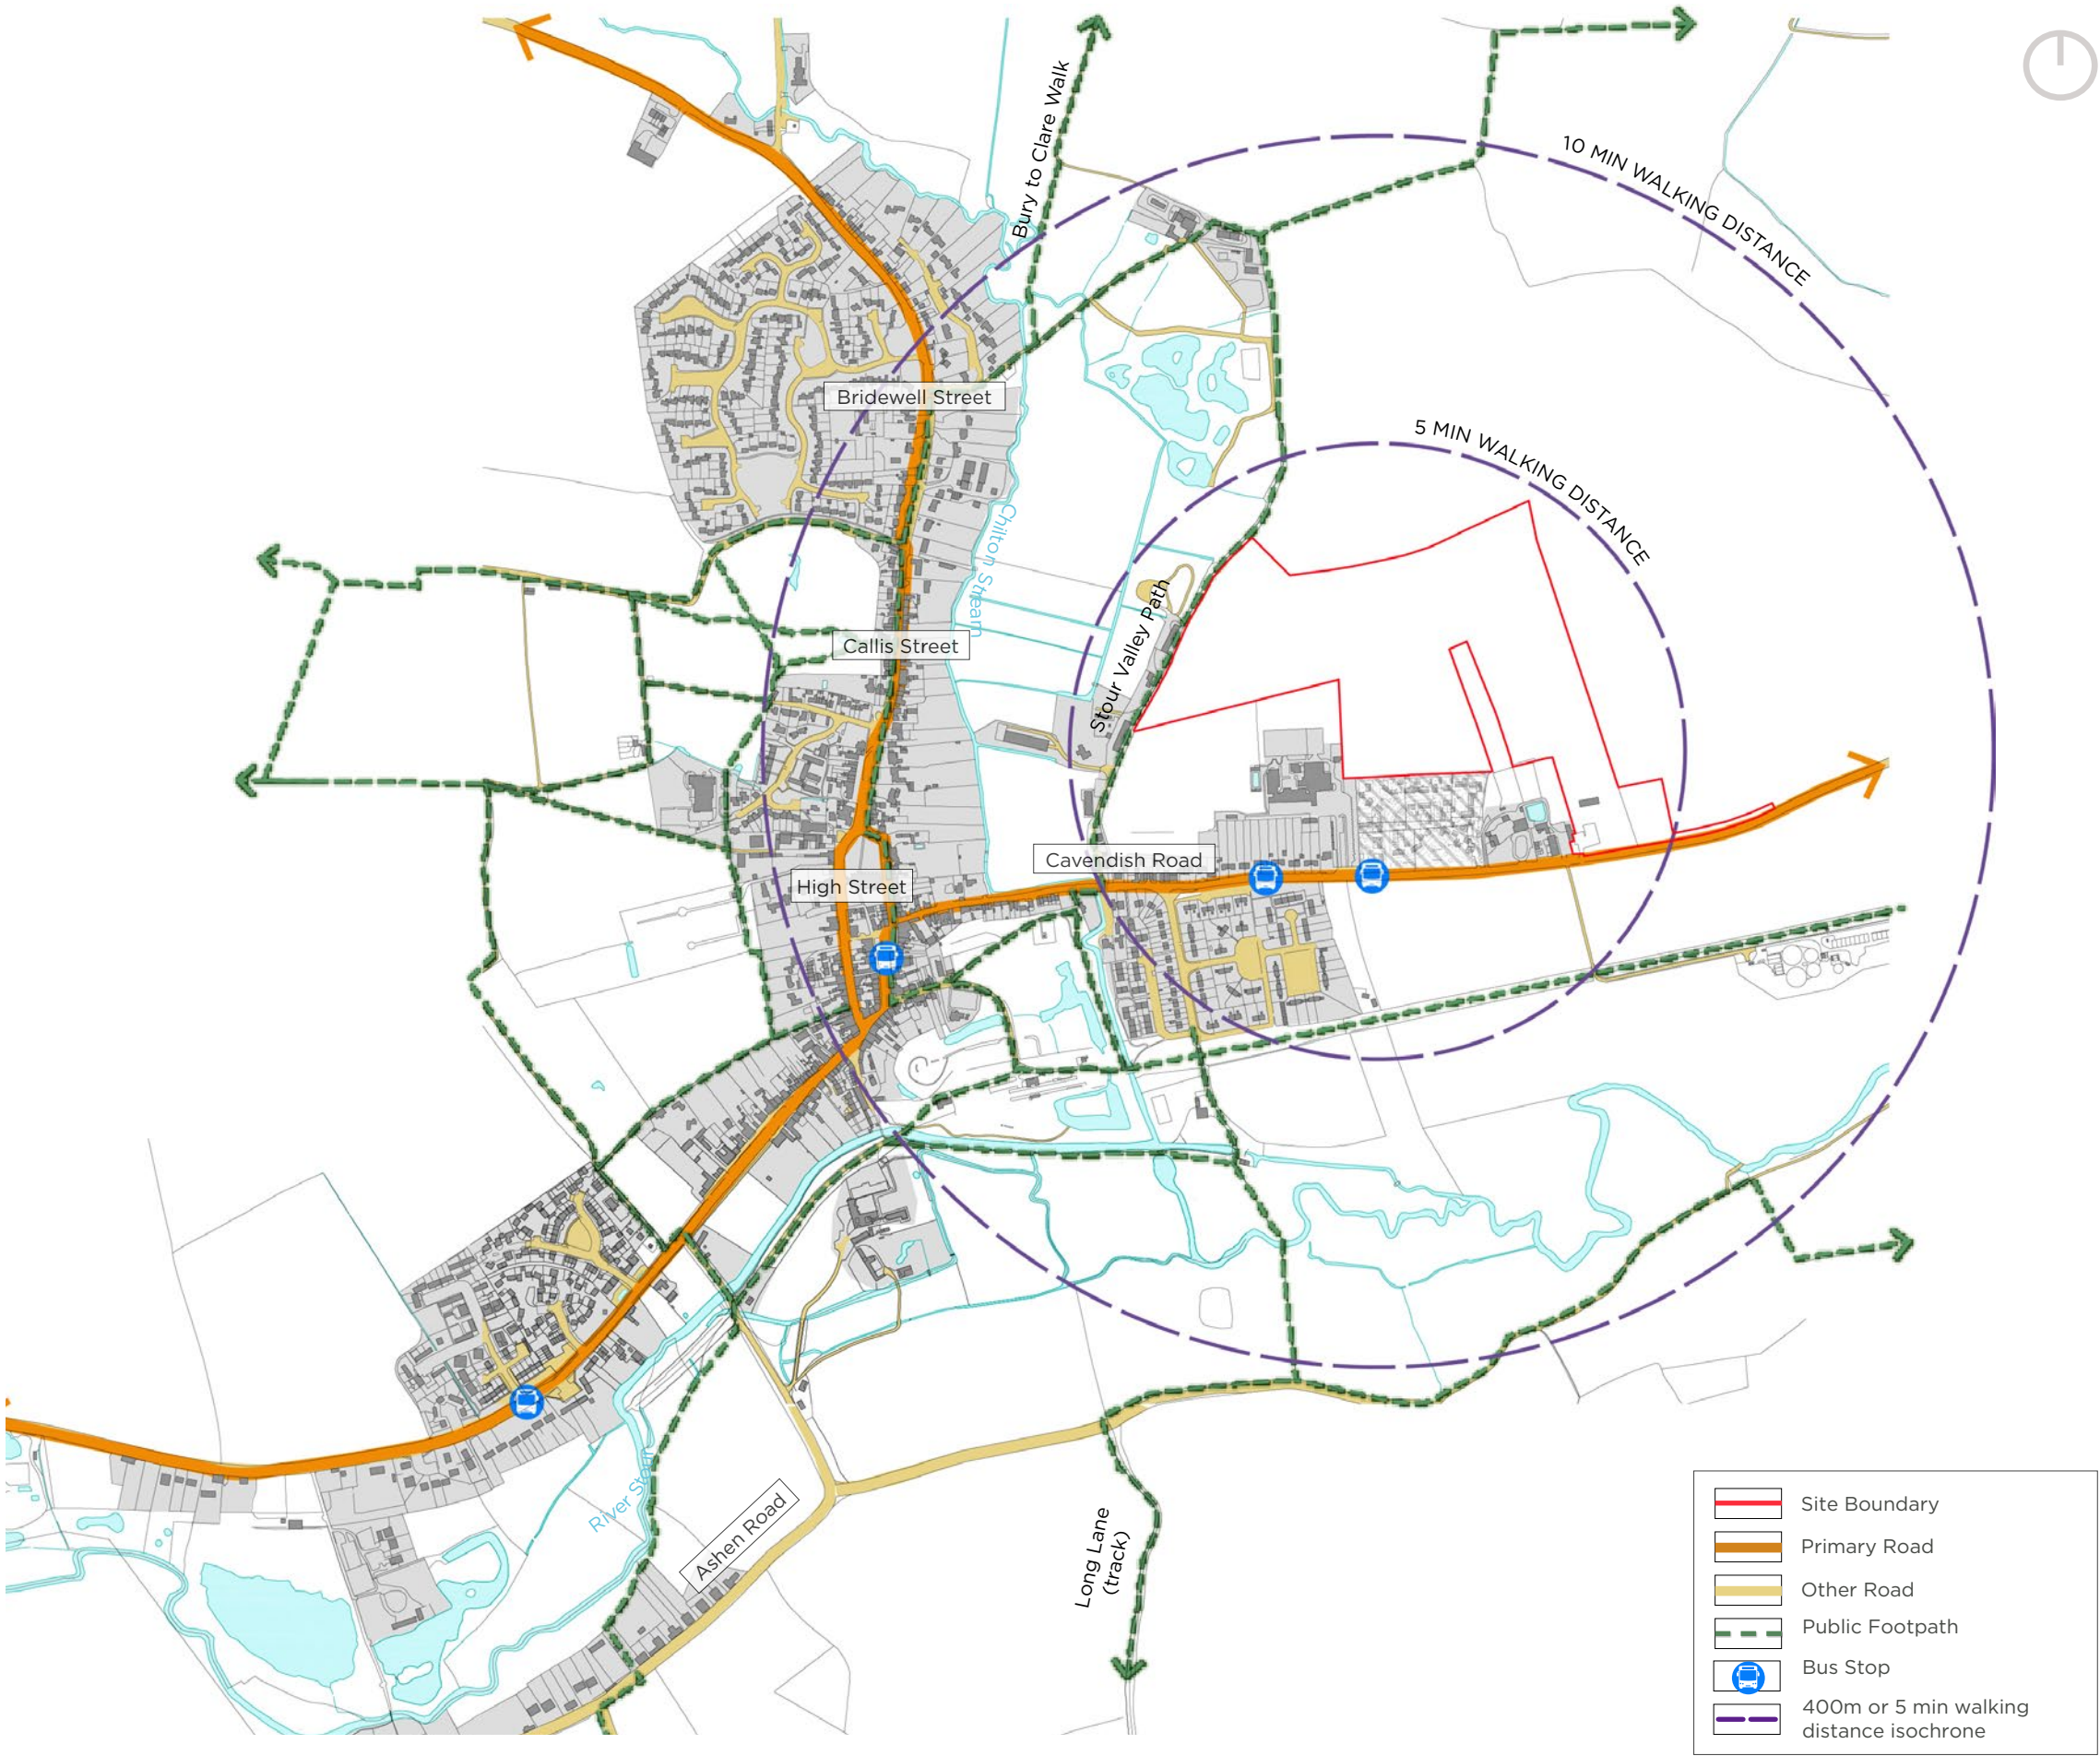 10 MIN WALKING DISTANCE
Bury to Clare Walk
Bridewell Street
5 MIN WALKING DISTANCE
Chilton Stream
Stour Valley Path
Callis Street
Cavendish Road
High Street
River Stour
Ashen Road
Long Lane
(track)
Site Boundary
Primary Road
Other Road
Public Footpath
Bus Stop
400m or 5 min walking
distance isochrone